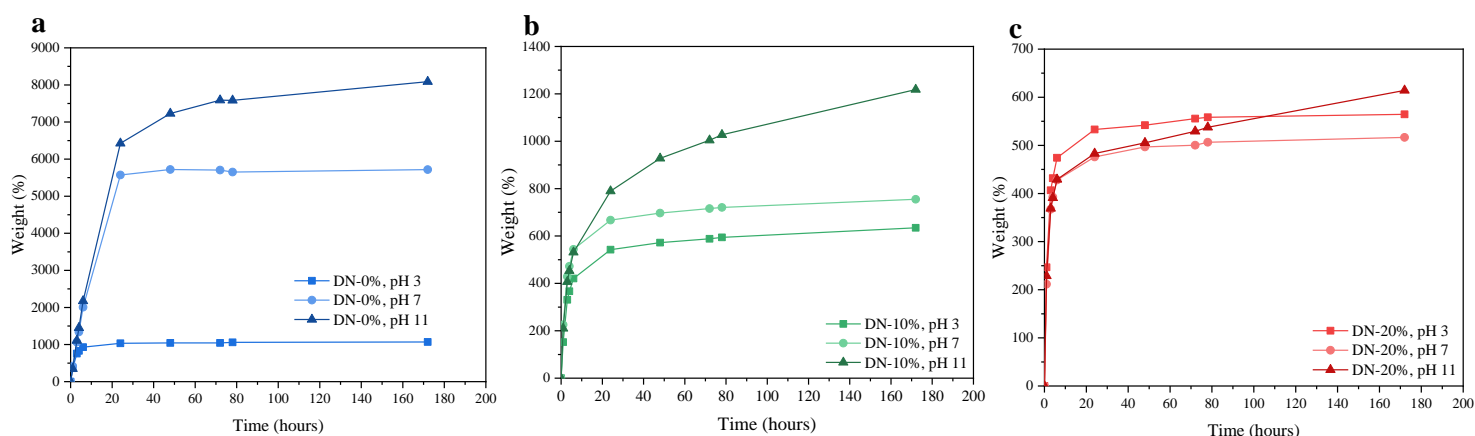 a
9000
8000
7000
6000
5000
4000
3000
2000
1000
0
Weight (%)
0 20 40 60 80 100 120 140 160 180 200
Time (hours)
DN-0%, pH 3
DN-0%, pH 7
DN-0%, pH 11
b
1400
1200
1000
800
600
400
200
0
Weight (%)
0 20 40 60 80 100 120 140 160 180 200
Time (hours)
DN-10%, pH 3
DN-10%, pH 7
DN-10%, pH 11
c
700
600
500
400
300
200
100
0
Weight (%)
0 20 40 60 80 100 120 140 160 180 200
Time (hours)
DN-20%, pH 3
DN-20%, pH 7
DN-20%, pH 11